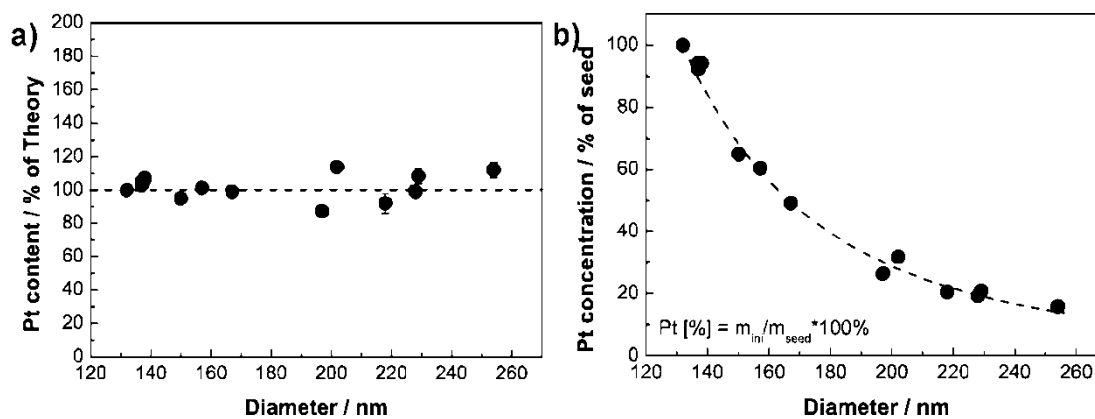 a)
Pt content / % of Theory
200
180
160
140
120
100
80
60
40
20
0
120 140 160 180 200 220 240 260
Diameter / nm
b)
Pt concentration / % of seed
100
80
60
40
20
0
Pt [%] = m_ini/m_seed*100%
120 140 160 180 200 220 240 260
Diameter / nm